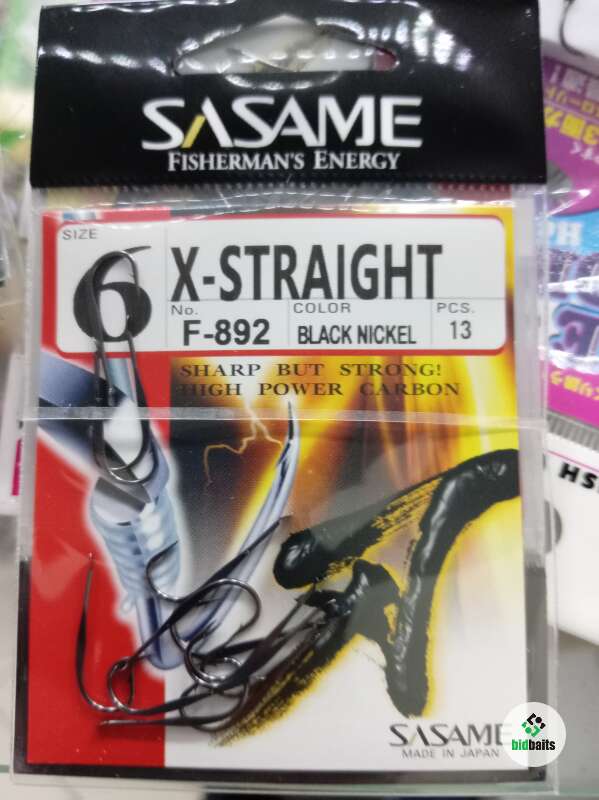 SASAME
FISHERMAN'S ENERGY
SIZE
6
X-STRAIGHT
No.
F-892
COLOR
BLACK NICKEL
PCS.
13
SHARP BUT STRONG!
HIGH POWER CARBON
SASAME
MADE IN JAPAN
bidbaits